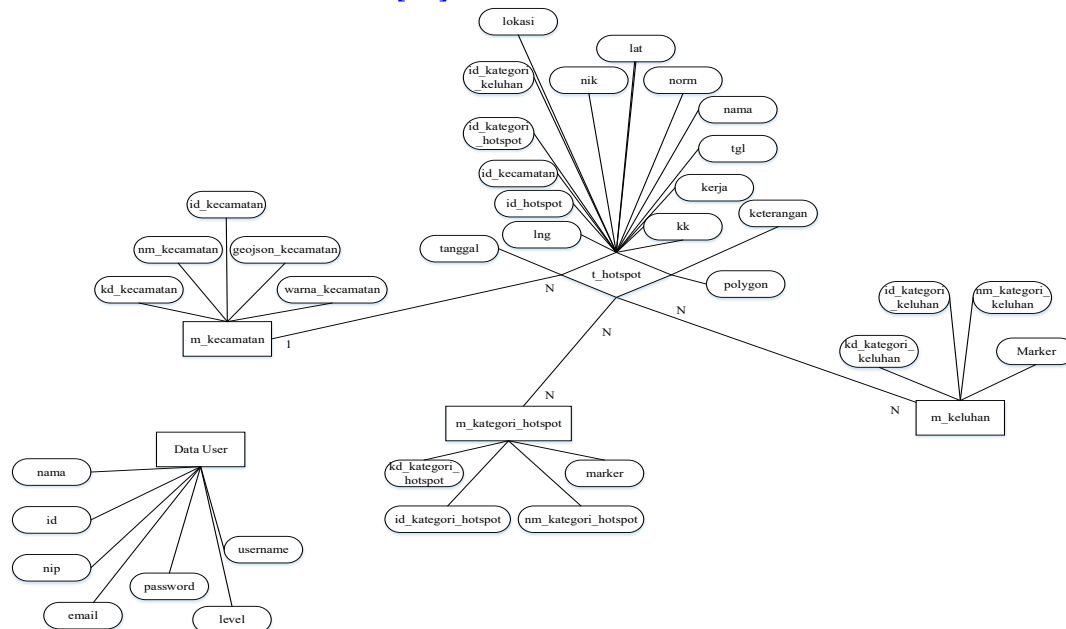 lokasi
lat
id_kategori
_keluhan
nik
norm
nama
id_kategori
_hotspot
tgl
id_kecamatan
kerja
id_hotspot
keterangan
kk
lng
tanggal
t_hotspot
polygon
id_kecamatan
nm_kecamatan
geojson_kecamatan
kd_kecamatan
warna_kecamatan
m_kecamatan
1
N
N
N
N
N
id_kategori
_keluhan
nm_kategori_
keluhan
kd_kategori_
keluhan
Marker
m_keluhan
m_kategori_hotspot
kd_kategori_
hotspot
marker
id_kategori_hotspot
nm_kategori_hotspot
Data User
nama
id
nip
email
password
level
username